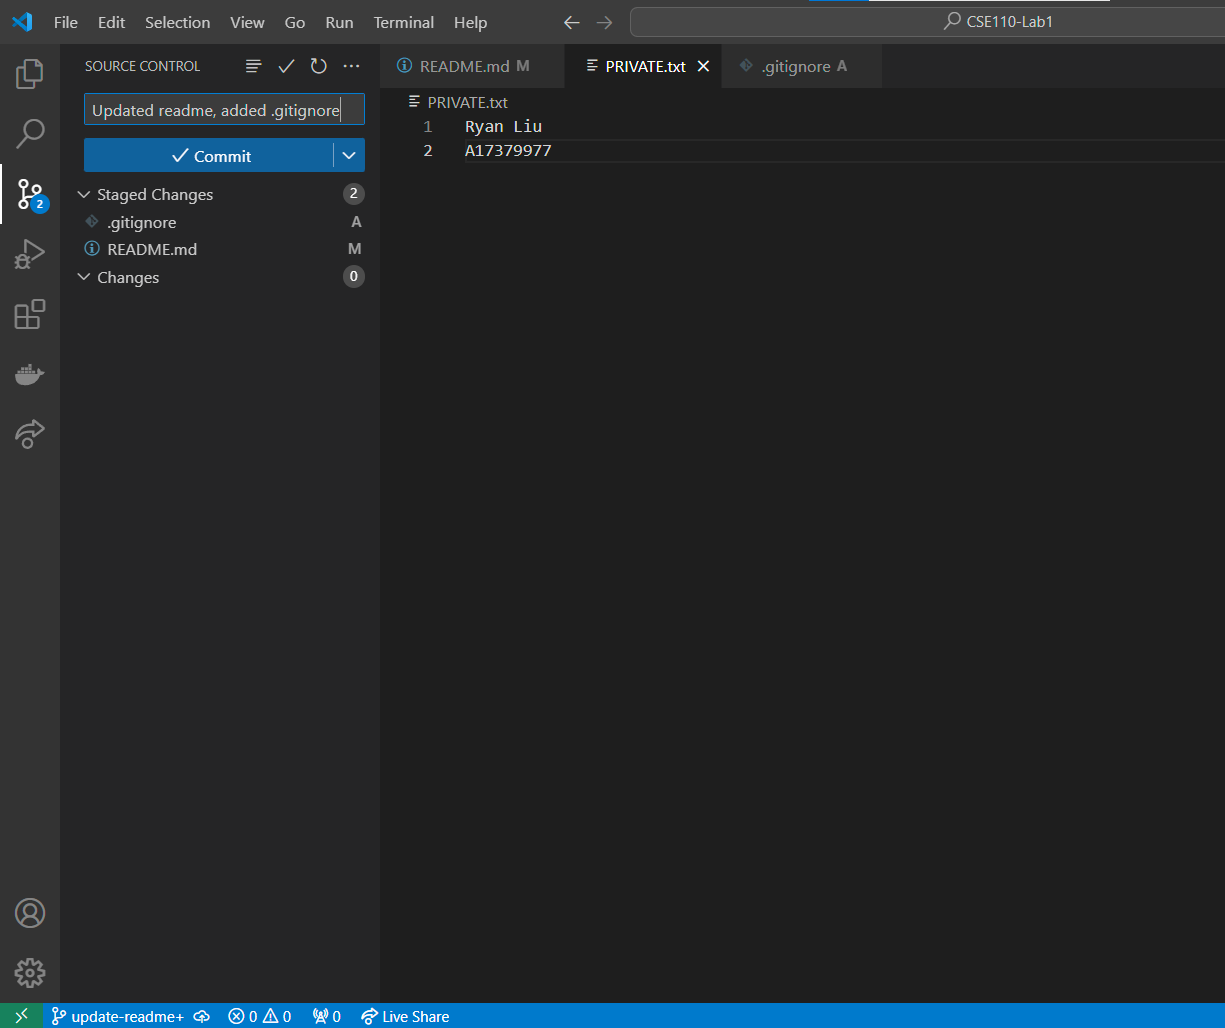 File Edit Selection View Go Run Terminal Help CSE110-Lab1
SOURCE CONTROL
Updated readme, added .gitignore
Commit
Staged Changes 2
.gitignore A
README.md M
Changes 0
2
README.md M PRIVATE.txt .gitignore A
PRIVATE.txt
1 Ryan Liu
2 A17379977
update-readme+ 0 0 0 Live Share